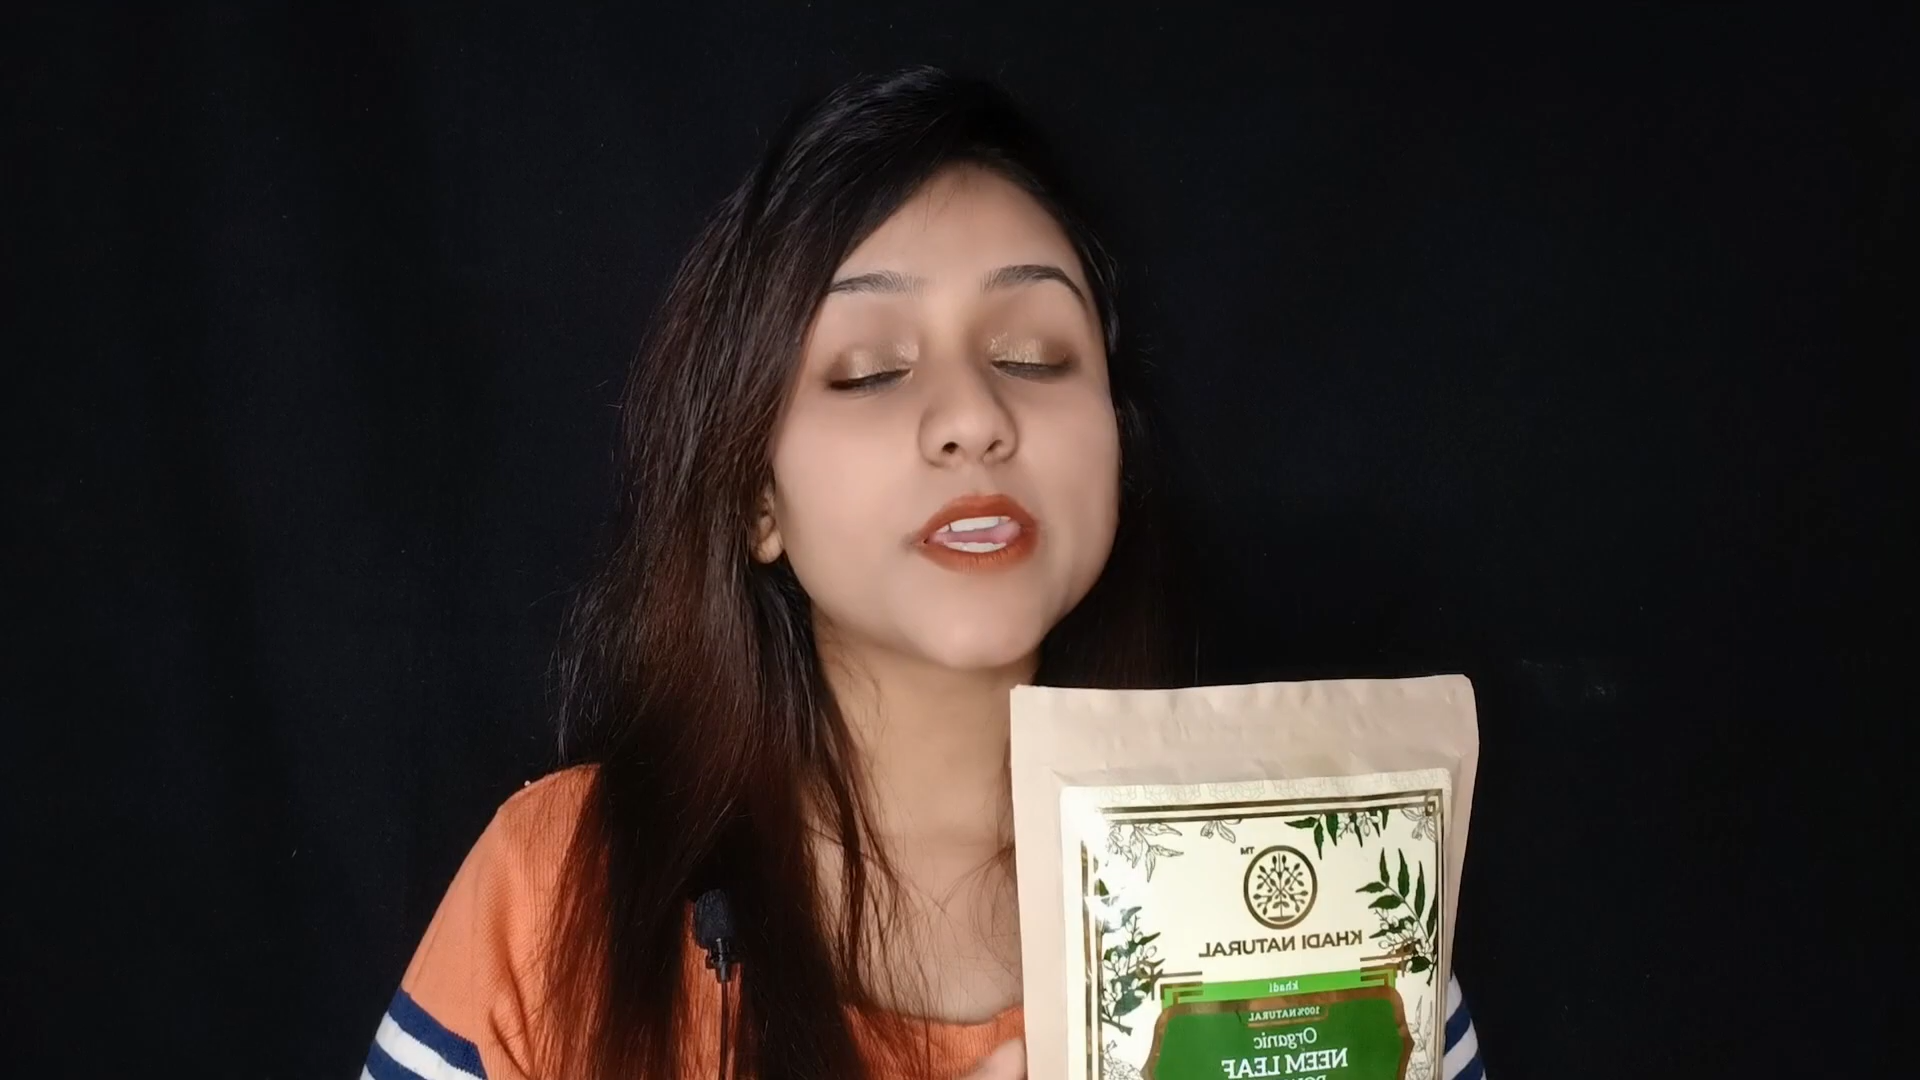 TM
KHADI NATURAL
khadi
100% NATURAL
Organic
NEEM LEAF